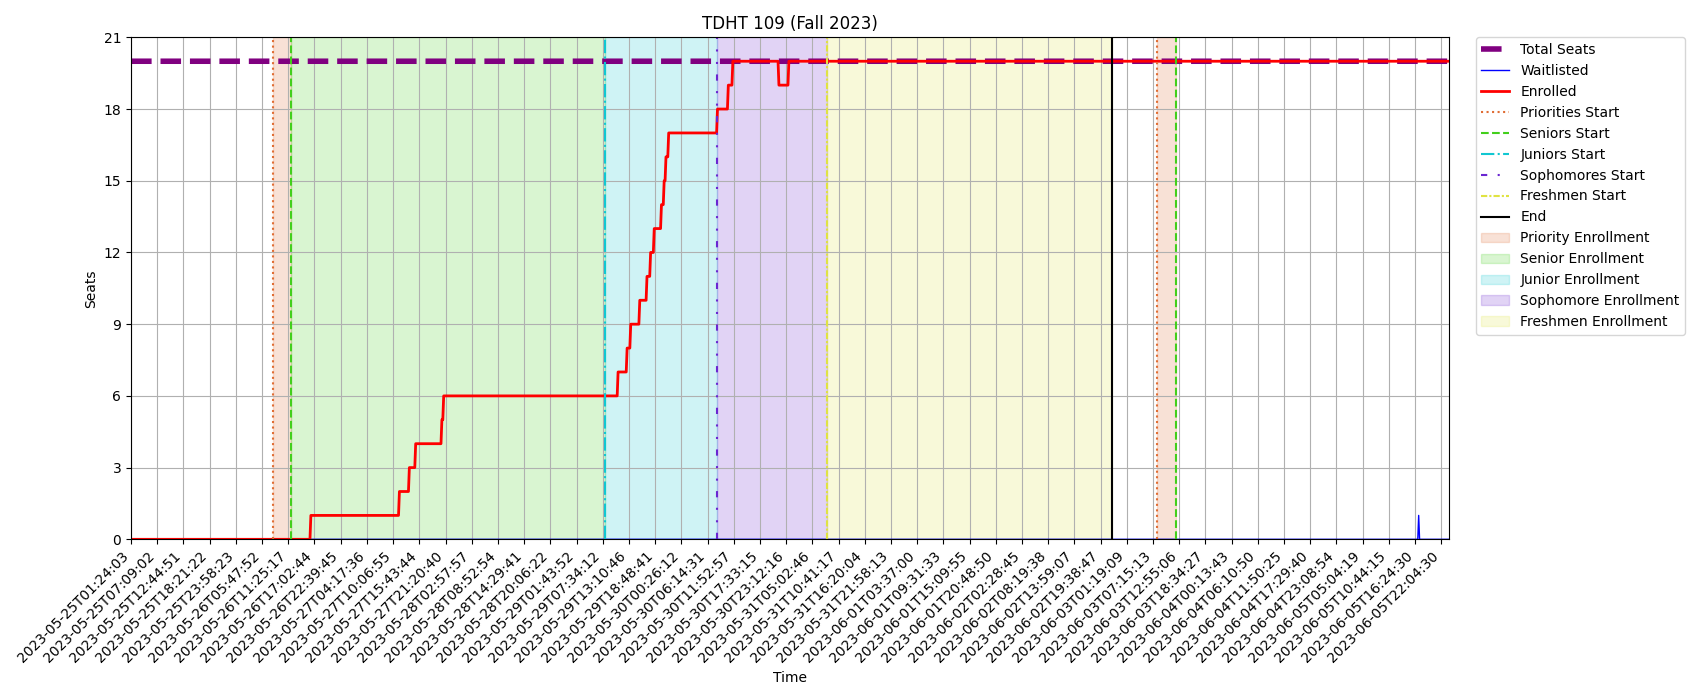 TDHT 109 (Fall 2023)
21
18
15
12
9
6
3
0
Seats
2023-05-25T01:24:03
2023-05-25T07:09:02
2023-05-25T12:44:51
2023-05-25T18:21:22
2023-05-25T23:58:23
2023-05-26T05:47:52
2023-05-26T11:25:17
2023-05-26T17:02:44
2023-05-26T22:39:45
2023-05-27T04:17:36
2023-05-27T10:06:55
2023-05-27T15:43:44
2023-05-27T21:20:40
2023-05-28T02:57:57
2023-05-28T08:52:54
2023-05-28T14:29:41
2023-05-28T20:06:22
2023-05-29T01:43:52
2023-05-29T07:34:12
2023-05-29T13:10:46
2023-05-29T18:48:41
2023-05-30T00:26:12
2023-05-30T06:14:31
2023-05-30T11:52:57
2023-05-30T17:33:15
2023-05-30T23:12:16
2023-05-31T05:02:46
2023-05-31T10:41:17
2023-05-31T16:20:04
2023-05-31T21:58:13
2023-06-01T03:37:00
2023-06-01T09:31:33
2023-06-01T15:09:55
2023-06-01T20:48:50
2023-06-02T02:28:45
2023-06-02T08:19:38
2023-06-02T13:59:07
2023-06-02T19:38:47
2023-06-03T01:19:09
2023-06-03T07:15:13
2023-06-03T12:55:06
2023-06-03T18:34:27
2023-06-04T00:13:43
2023-06-04T06:10:50
2023-06-04T11:50:25
2023-06-04T17:29:40
2023-06-04T23:08:54
2023-06-05T05:04:19
2023-06-05T10:44:15
2023-06-05T16:24:30
2023-06-05T22:04:30
Time
Total Seats
Waitlisted
Enrolled
Priorities Start
Seniors Start
Juniors Start
Sophomores Start
Freshmen Start
End
Priority Enrollment
Senior Enrollment
Junior Enrollment
Sophomore Enrollment
Freshmen Enrollment